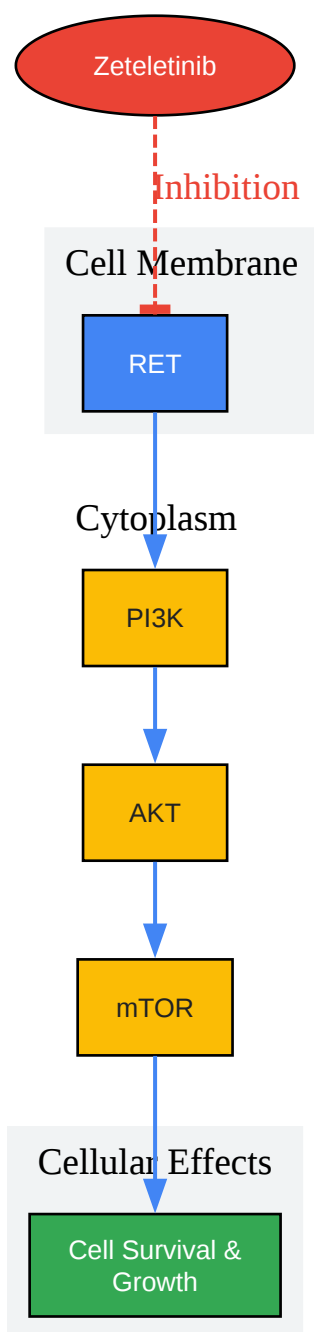 Zeteletinib
Inhibition
Cell Membrane
RET
Cytoplasm
PI3K
AKT
mTOR
Cellular Effects
Cell Survival &
Growth